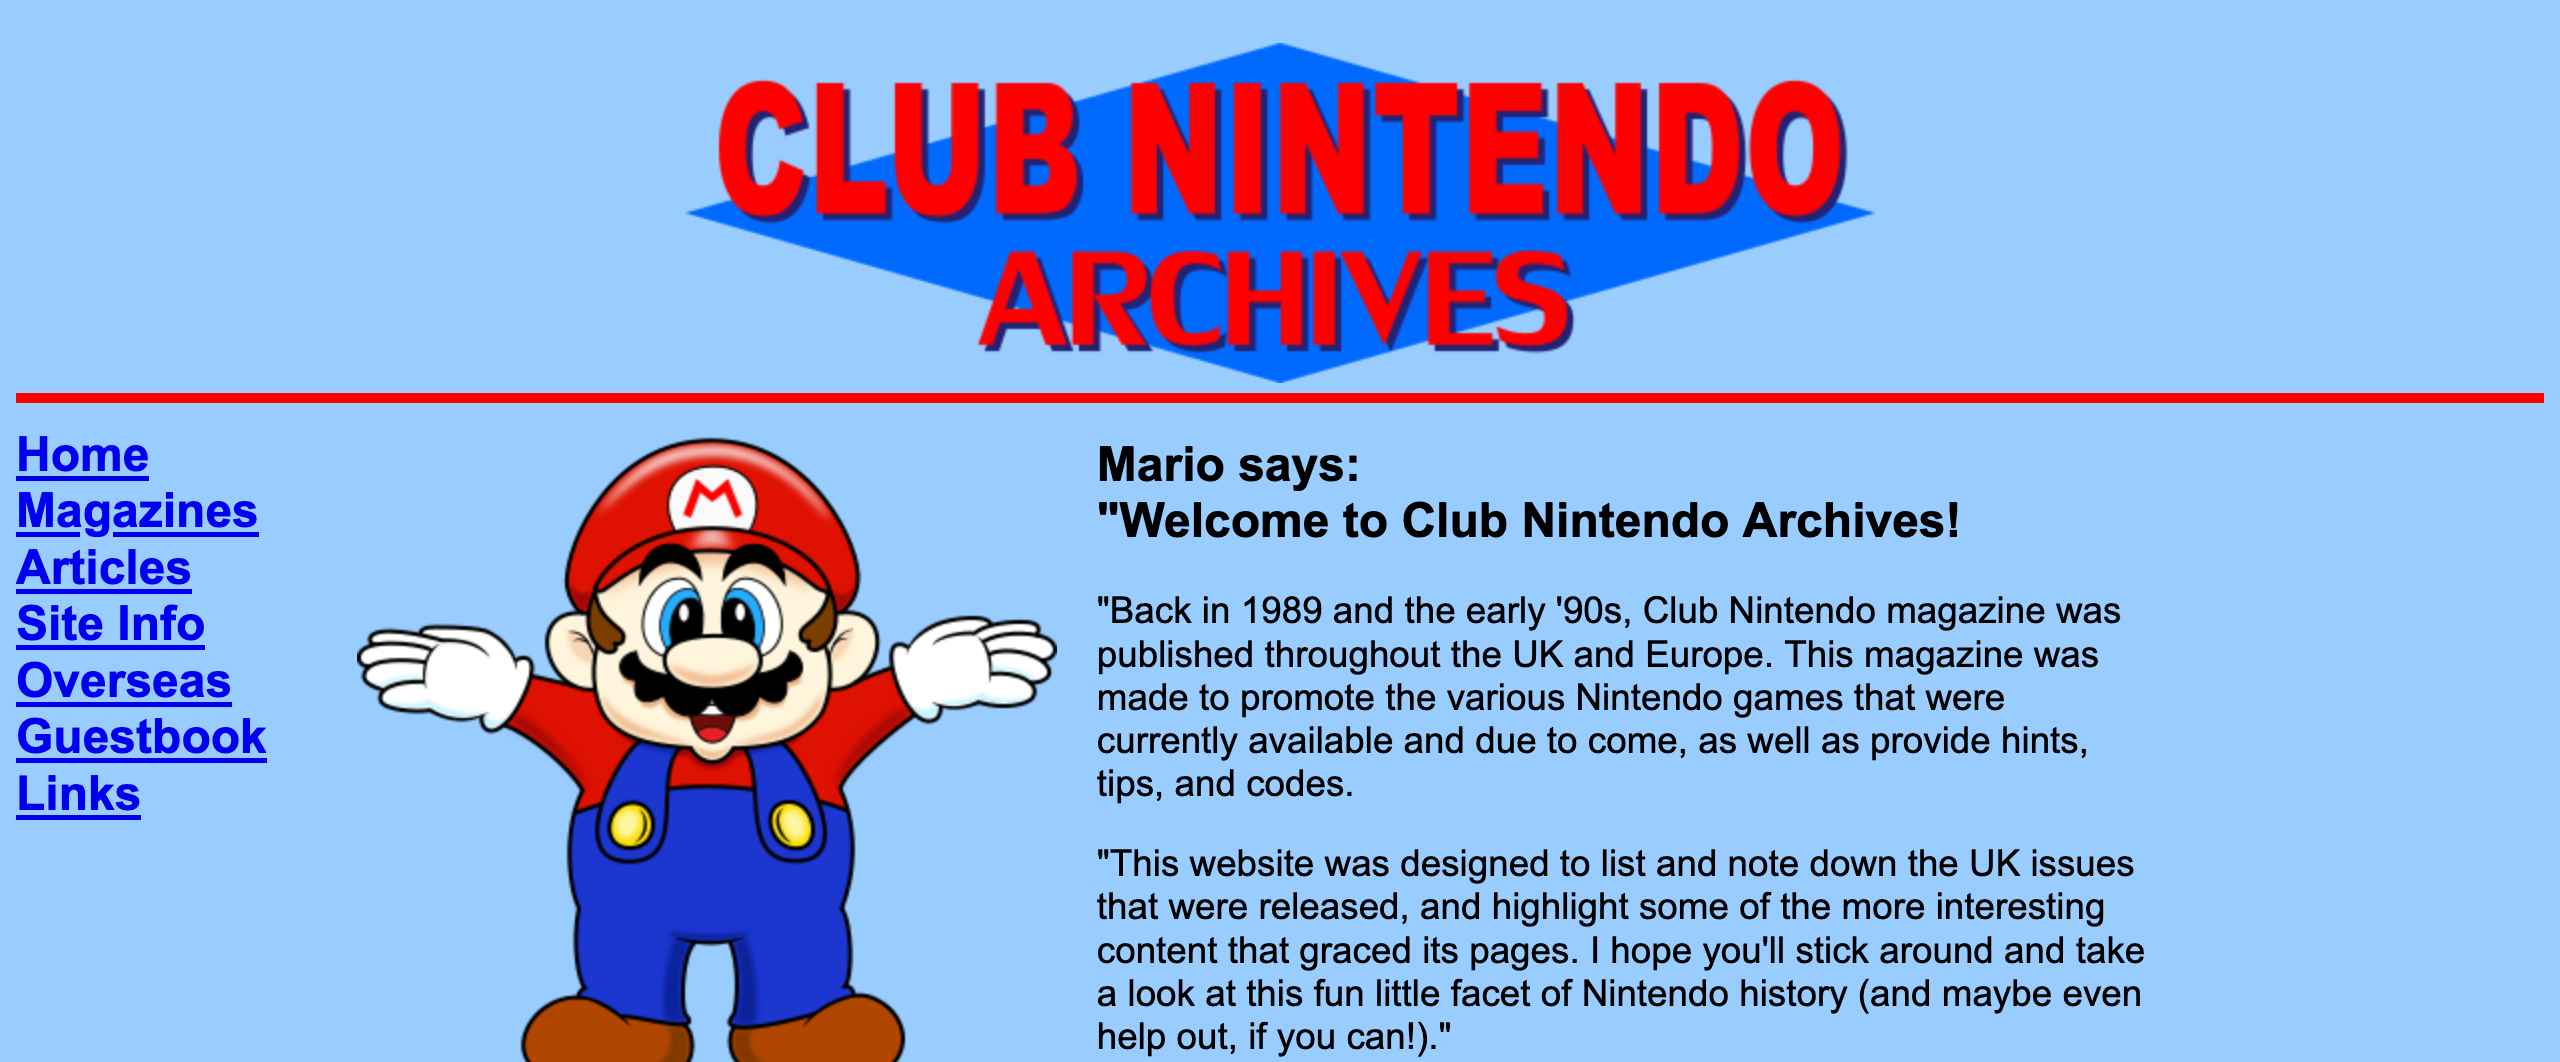 CLUB NINTENDO
ARCHIVES
Home
Magazines
Articles
Site Info
Overseas
Guestbook
Links
M
Mario says:
"Welcome to Club Nintendo Archives!
"Back in 1989 and the early '90s, Club Nintendo magazine was
published throughout the UK and Europe. This magazine was
made to promote the various Nintendo games that were
currently available and due to come, as well as provide hints,
tips, and codes.
"This website was designed to list and note down the UK issues
that were released, and highlight some of the more interesting
content that graced its pages. I hope you'll stick around and take
a look at this fun little facet of Nintendo history (and maybe even
help out, if you can!)."